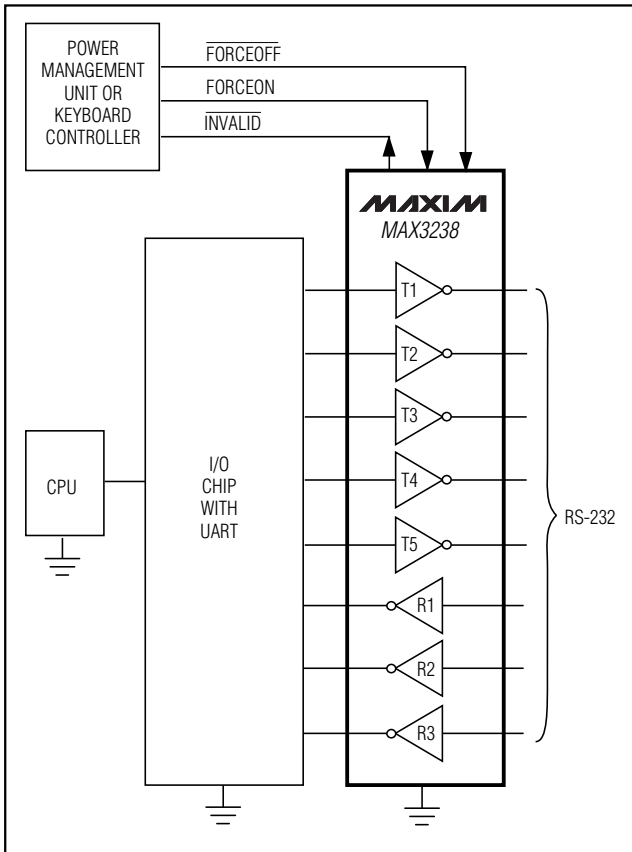 POWER
MANAGEMENT
UNIT OR
KEYBOARD
CONTROLLER
FORCEOFF
FORCEON
INVALID
MAXIM
MAX3238
T1
T2
T3
T4
T5
R1
R2
R3
CPU
I/O
CHIP
WITH
UART
RS-232